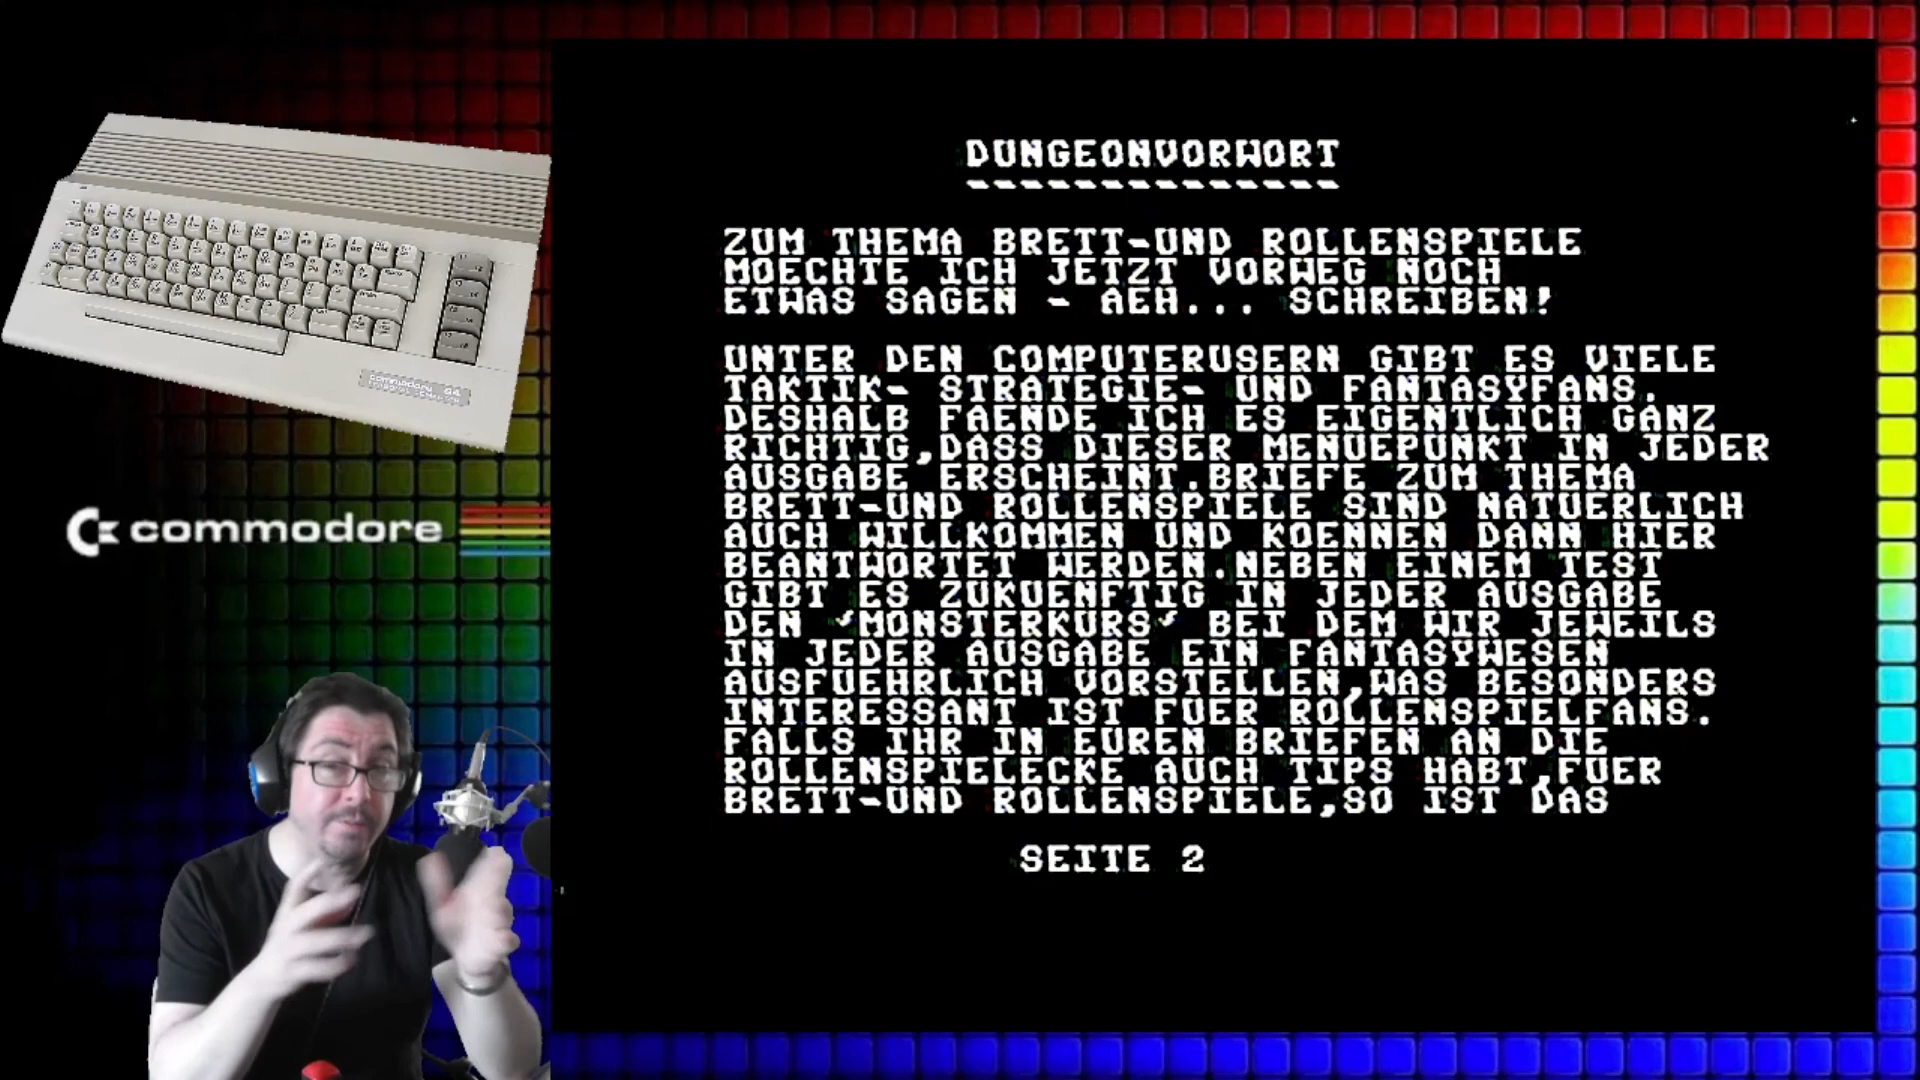 commodore 64
commodore
DUNGEONVORWORT
--------------
ZUM THEMA BRETT-UND ROLLENSPIELE
MOECHTE ICH JETZT VORWEG NOCH
ETWAS SAGEN - AEH... SCHREIBEN!
UNTER DEN COMPUTERUSERN GIBT ES VIELE
TAKTIK- STRATEGIE- UND FANTASYFANS.
DESHALB FAENDE ICH ES EIGENTLICH GANZ
RICHTIG,DASS DIESER MENUEPUNKT IN JEDER
AUSGABE ERSCHEINT.BRIEFE ZUM THEMA
BRETT-UND ROLLENSPIELE SIND NATUERLICH
AUCH WILLKOMMEN UND KOENNEN DANN HIER
BEANTWORTET WERDEN.NEBEN EINEM TEST
GIBT ES ZUKUENFTIG IN JEDER AUSGABE
DEN 'MONSTERKURS' BEI DEM WIR JEWEILS
IN JEDER AUSGABE EIN FANTASYWESEN
AUSFUEHRLICH VORSTELLEN,WAS BESONDERS
INTERESSANT IST FUER ROLLENSPIELFANS.
FALLS IHR IN EUREN BRIEFEN AN DIE
ROLLENSPIELECKE AUCH TIPS HABT,FUER
BRETT-UND ROLLENSPIELE,SO IST DAS
SEITE 2